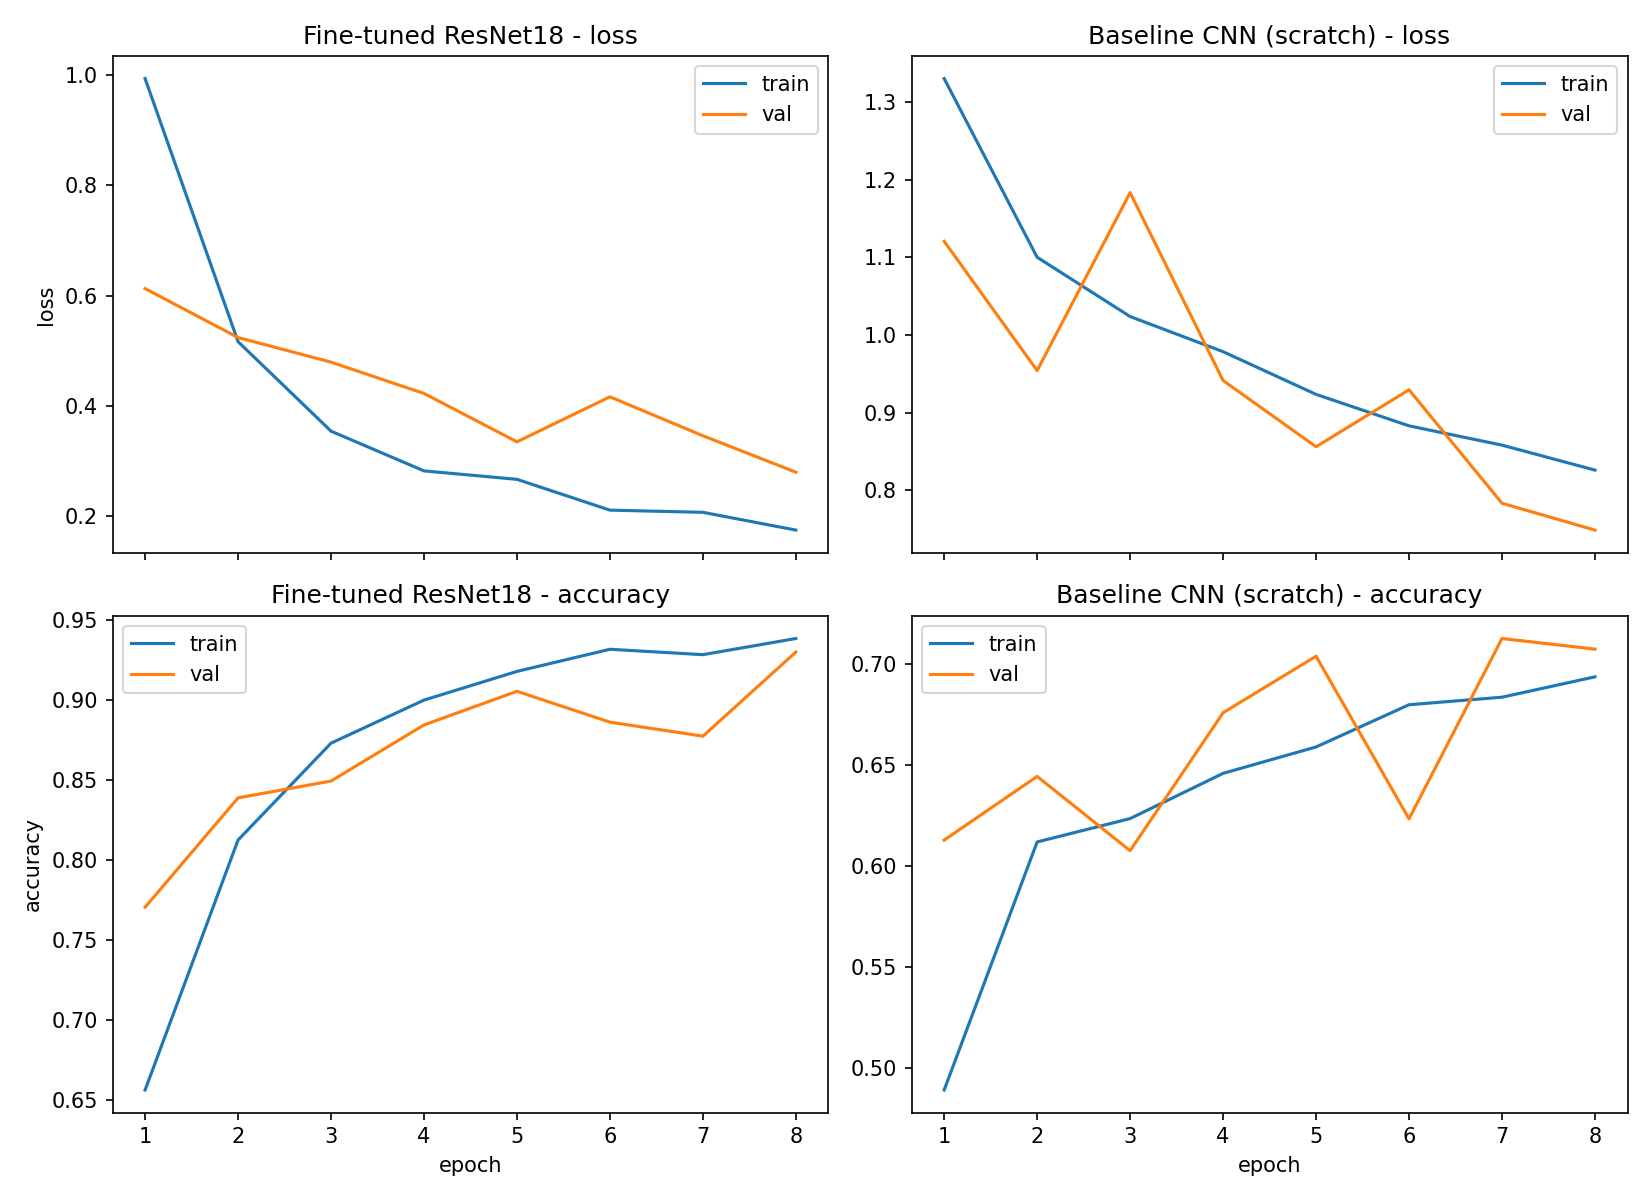 Fine-tuned ResNet18 - loss
1.0
0.8
0.6
0.4
0.2
loss
train
val
Baseline CNN (scratch) - loss
1.3
1.2
1.1
1.0
0.9
0.8
train
val
Fine-tuned ResNet18 - accuracy
0.95
0.90
0.85
0.80
0.75
0.70
0.65
accuracy
train
val
1 2 3 4 5 6 7 8
epoch
Baseline CNN (scratch) - accuracy
0.70
0.65
0.60
0.55
0.50
train
val
1 2 3 4 5 6 7 8
epoch